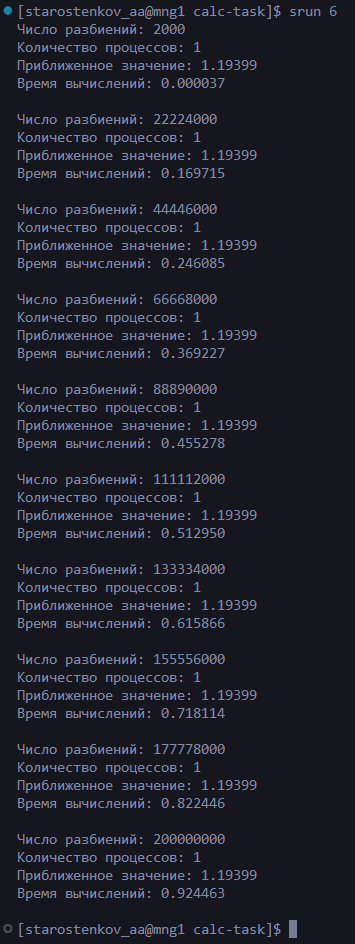 [starostenkov_aa@mng1 calc-task]$ srun 6
Число разбиений: 2000
Количество процессов: 1
Приближенное значение: 1.19399
Время вычислений: 0.000037
Число разбиений: 22224000
Количество процессов: 1
Приближенное значение: 1.19399
Время вычислений: 0.169715
Число разбиений: 44446000
Количество процессов: 1
Приближенное значение: 1.19399
Время вычислений: 0.246085
Число разбиений: 66668000
Количество процессов: 1
Приближенное значение: 1.19399
Время вычислений: 0.369227
Число разбиений: 88890000
Количество процессов: 1
Приближенное значение: 1.19399
Время вычислений: 0.455278
Число разбиений: 111112000
Количество процессов: 1
Приближенное значение: 1.19399
Время вычислений: 0.512950
Число разбиений: 133334000
Количество процессов: 1
Приближенное значение: 1.19399
Время вычислений: 0.615866
Число разбиений: 155556000
Количество процессов: 1
Приближенное значение: 1.19399
Время вычислений: 0.718114
Число разбиений: 177778000
Количество процессов: 1
Приближенное значение: 1.19399
Время вычислений: 0.822446
Число разбиений: 200000000
Количество процессов: 1
Приближенное значение: 1.19399
Время вычислений: 0.924463
[starostenkov_aa@mng1 calc-task]$